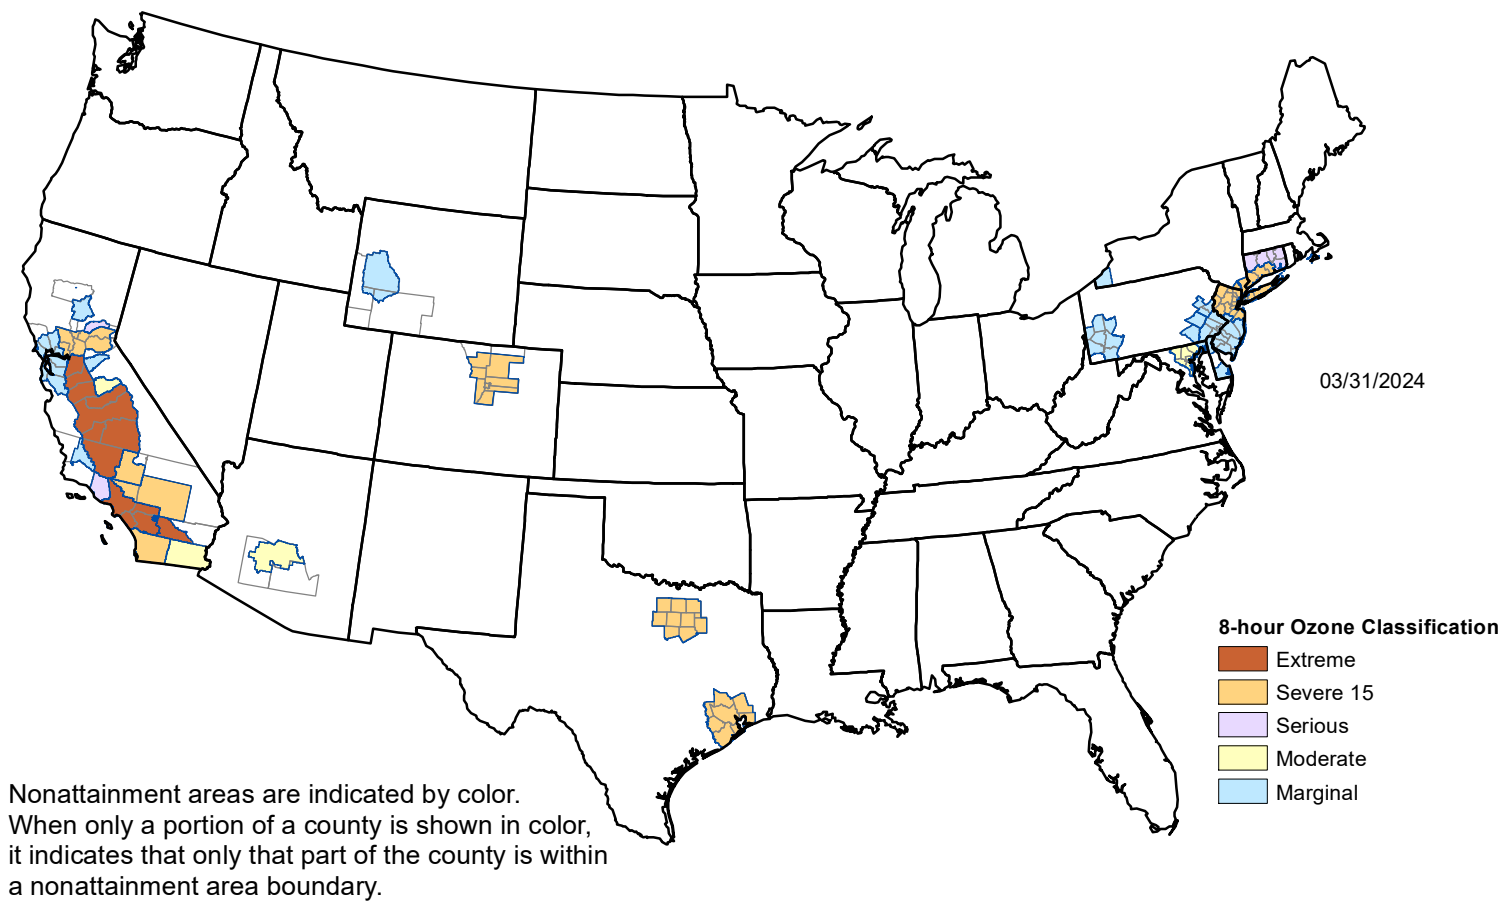 03/31/2024
8-hour Ozone Classification
Extreme
Severe 15
Serious
Moderate
Marginal
Nonattainment areas are indicated by color.
When only a portion of a county is shown in color,
it indicates that only that part of the county is within
a nonattainment area boundary.